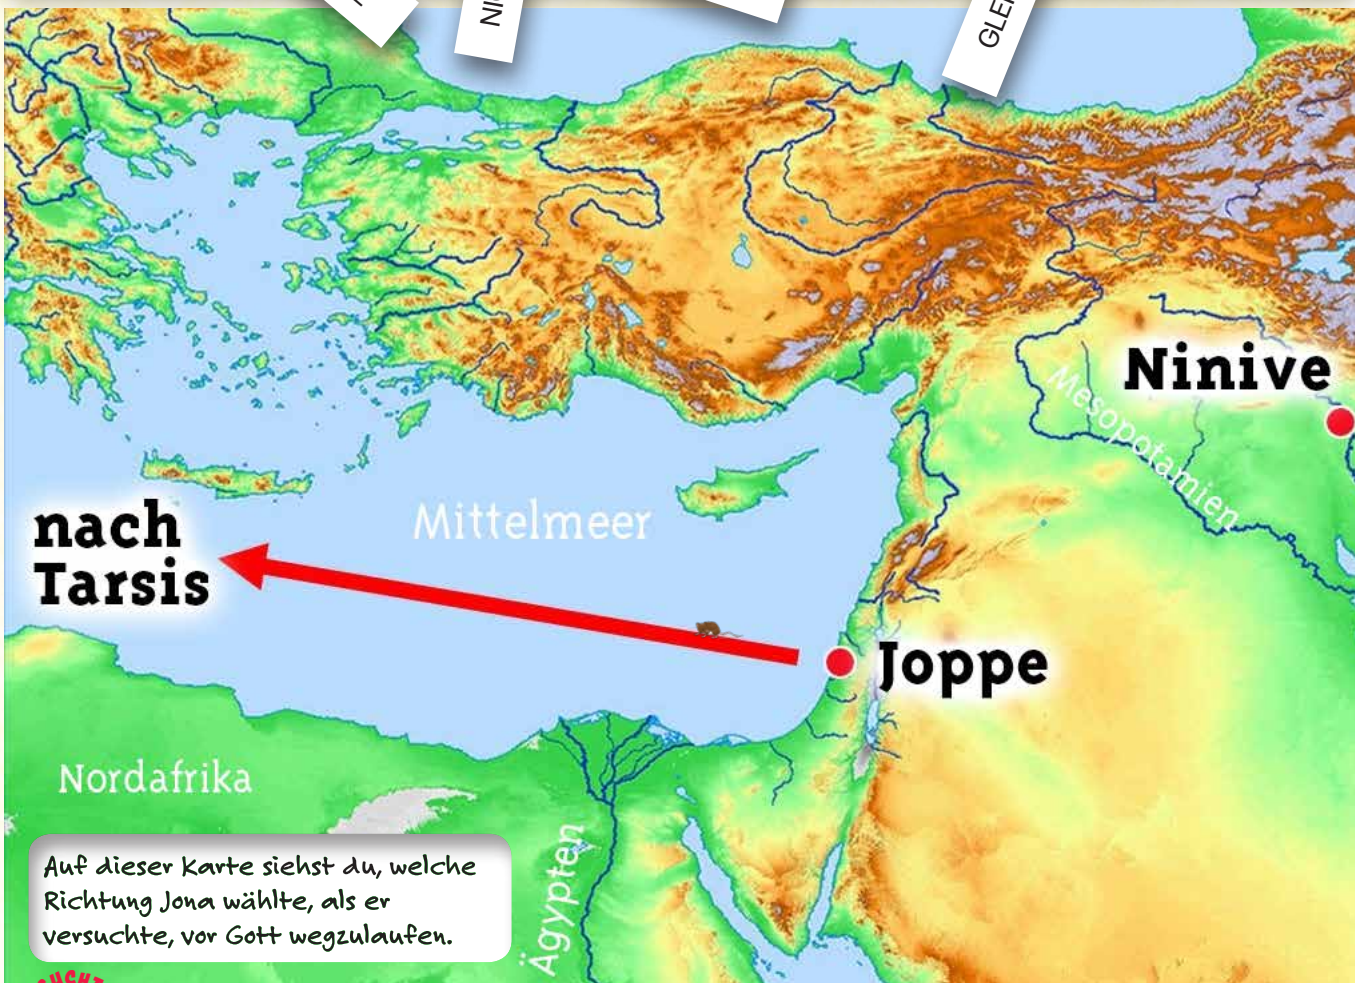 Ninive
Mesopotamien
nach
Tarsis
Mittelmeer
Joppe
Nordafrika
Ägypten
Auf dieser Karte siehst du, welche
Richtung Jona wählte, als er
versuchte, vor Gott wegzulaufen.